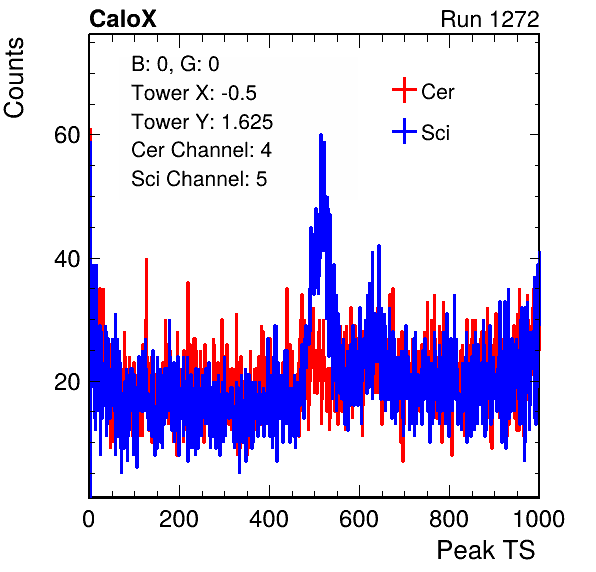 CaloX Run 1272
Counts
B: 0, G: 0
Tower X: -0.5
Tower Y: 1.625
Cer Channel: 4
Sci Channel: 5
Cer
Sci
60
40
20
0 200 400 600 800 1000
Peak TS